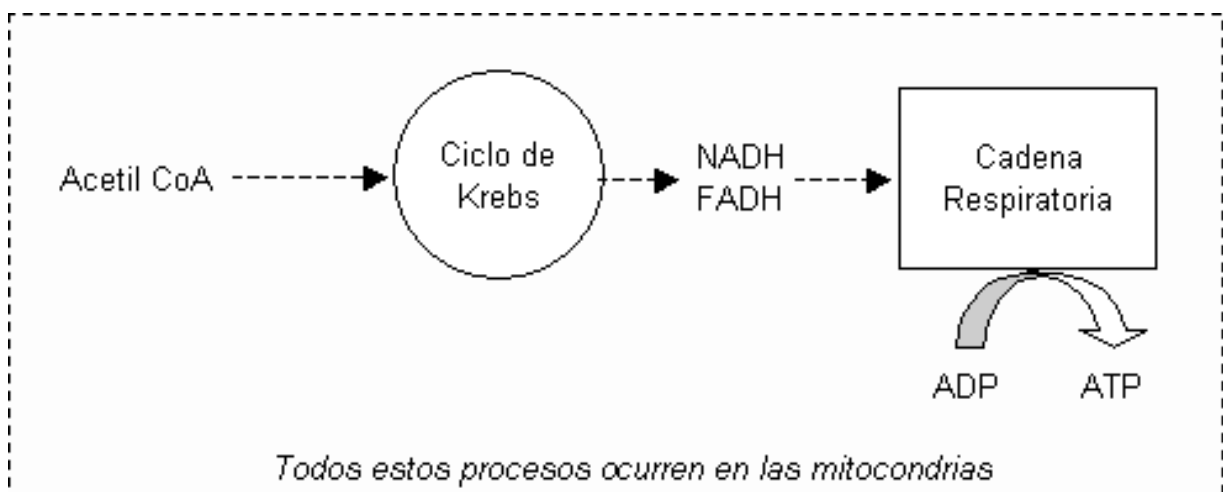 Acetil CoA
Ciclo de
Krebs
NADH
FADH
Cadena
Respiratoria
ADP
ATP
Todos estos procesos ocurren en las mitocondrias